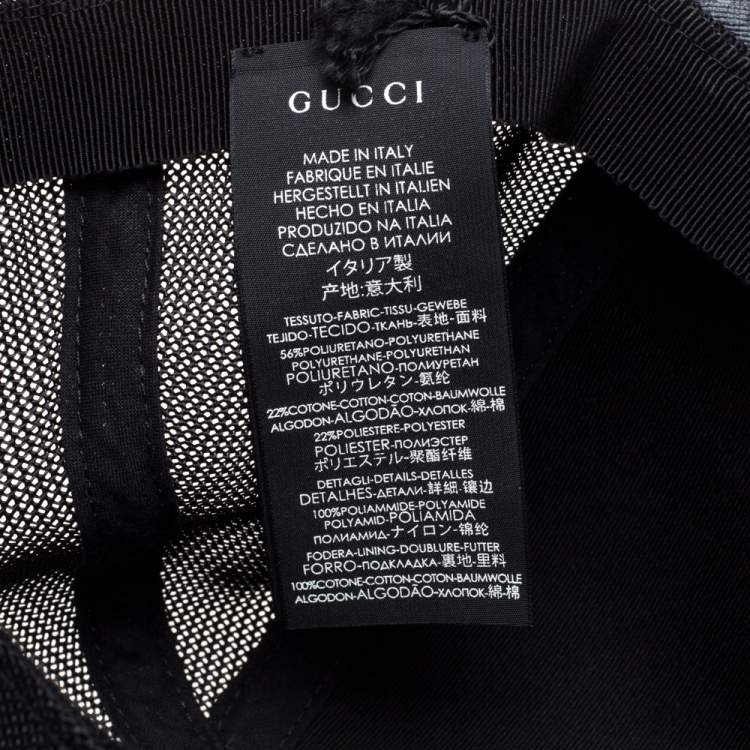 GUCCI
MADE IN ITALY
FABRIQUE EN ITALIE
HERGESTELLT IN ITALIEN
HECHO EN ITALIA
PRODUZIDO NA ITALIA
СДЕЛАНО В ИТАЛИИ
イタリア製
产地:意大利
TESSUTO-FABRIC-TISSU-GEWEBE
TEJIDO-TECIDO-ТКАНЬ-表地-面料
56%POLIURETANO-POLYURETHANE
POLYURETHANE-POLYURETHAN
POLIURETANO-ПОЛИУРЕТАН
ポリウレタン-氨纶
22%COTONE-COTTON-COTON-BAUMWOLLE
ALGODON-ALGODÃO-ХЛОПОК-綿-棉
22%POLIESTERE-POLYESTER
POLIESTER-ПОЛИЭСТЕР
ポリエステル-聚酯纤维
DETTAGLI-DETAILS-DETALLES
DETALHES-ДЕТАЛИ-詳細-镶边
100%POLIAMMIDE-POLYAMIDE
POLYAMID-POLIAMIDA
ПОЛИАМИД-ナイロン-锦纶
FODERA-LINING-DOUBLURE-FUTTER
FORRO-ПОДКЛАДКА-裏地-里料
100%COTONE-COTTON-COTON-BAUMWOLLE
ALGODON-ALGODÃO-ХЛОПОК-綿-棉